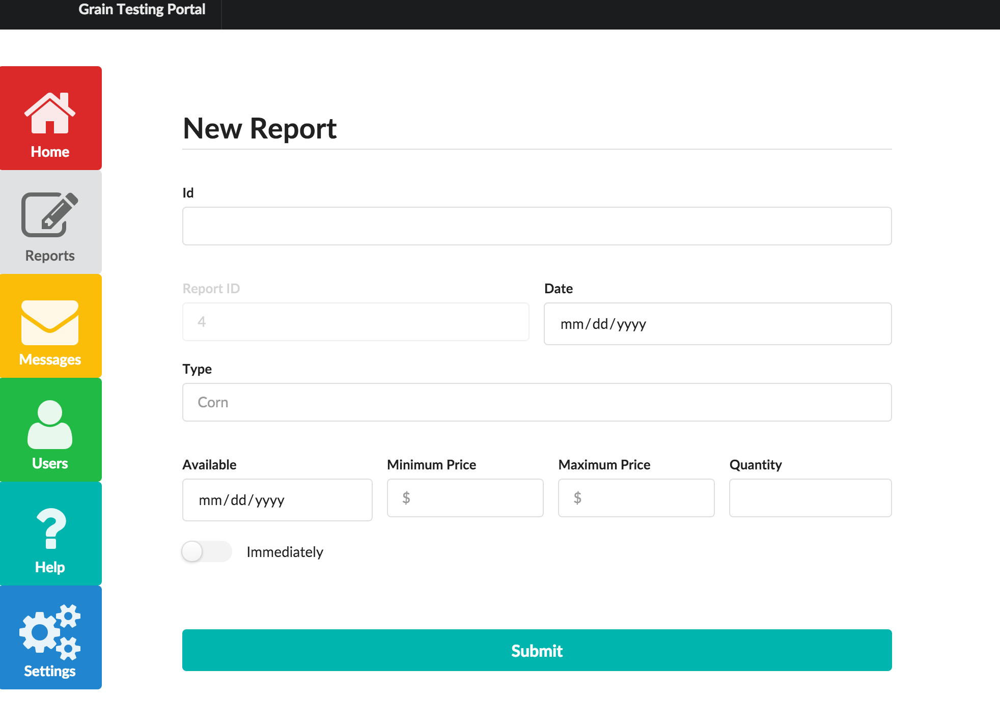 Grain Testing Portal
Home
Reports
Messages
Users
Help
Settings
New Report
Id
Report ID
Date
4
mm/dd/yyyy
Type
Corn
Available
Minimum Price
Maximum Price
Quantity
mm/dd/yyyy
$
$
Immediately
Submit